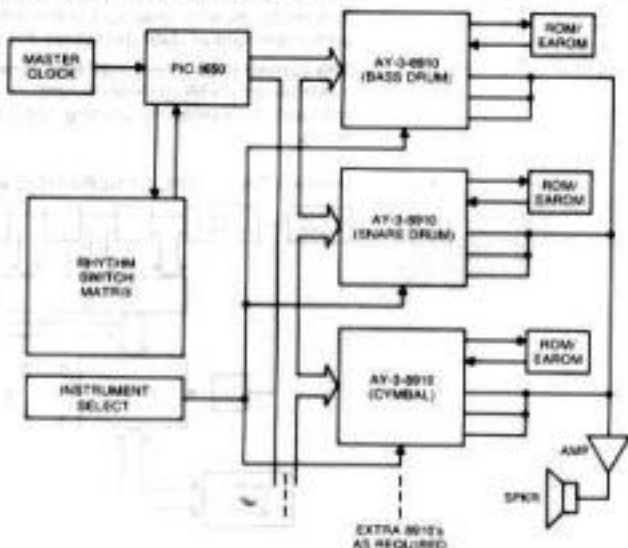 MASTER
CLOCK
PIC 1650
AY-3-8910
(BASS DRUM)
ROM/
EAROM
RHYTHM
SWITCH
MATRIX
AY-3-8910
(SNARE DRUM)
ROM/
EAROM
INSTRUMENT
SELECT
AY-3-8910
(CYMBAL)
ROM/
EAROM
AMP
SPKR
EXTRA 8910's
AS REQUIRED